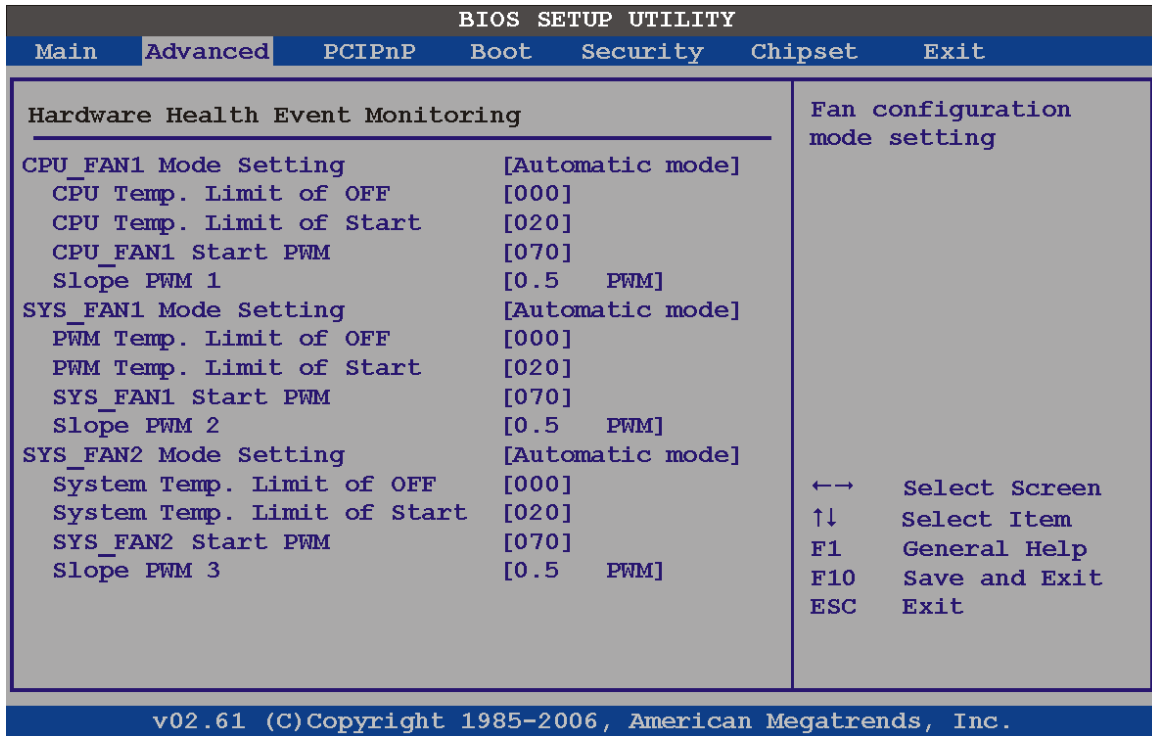 BIOS SETUP UTILITY
Main Advanced PCIPnP Boot Security Chipset Exit
Hardware Health Event Monitoring
CPU_FAN1 Mode Setting [Automatic mode]
CPU Temp. Limit of OFF [000]
CPU Temp. Limit of Start [020]
CPU_FAN1 Start PWM [070]
Slope PWM 1 [0.5 PWM]
SYS_FAN1 Mode Setting [Automatic mode]
PWM Temp. Limit of OFF [000]
PWM Temp. Limit of Start [020]
SYS_FAN1 Start PWM [070]
Slope PWM 2 [0.5 PWM]
SYS_FAN2 Mode Setting [Automatic mode]
System Temp. Limit of OFF [000]
System Temp. Limit of Start [020]
SYS_FAN2 Start PWM [070]
Slope PWM 3 [0.5 PWM]
Fan configuration
mode setting
←→ Select Screen
↑↓ Select Item
F1 General Help
F10 Save and Exit
ESC Exit
v02.61 (C)Copyright 1985-2006, American Megatrends, Inc.